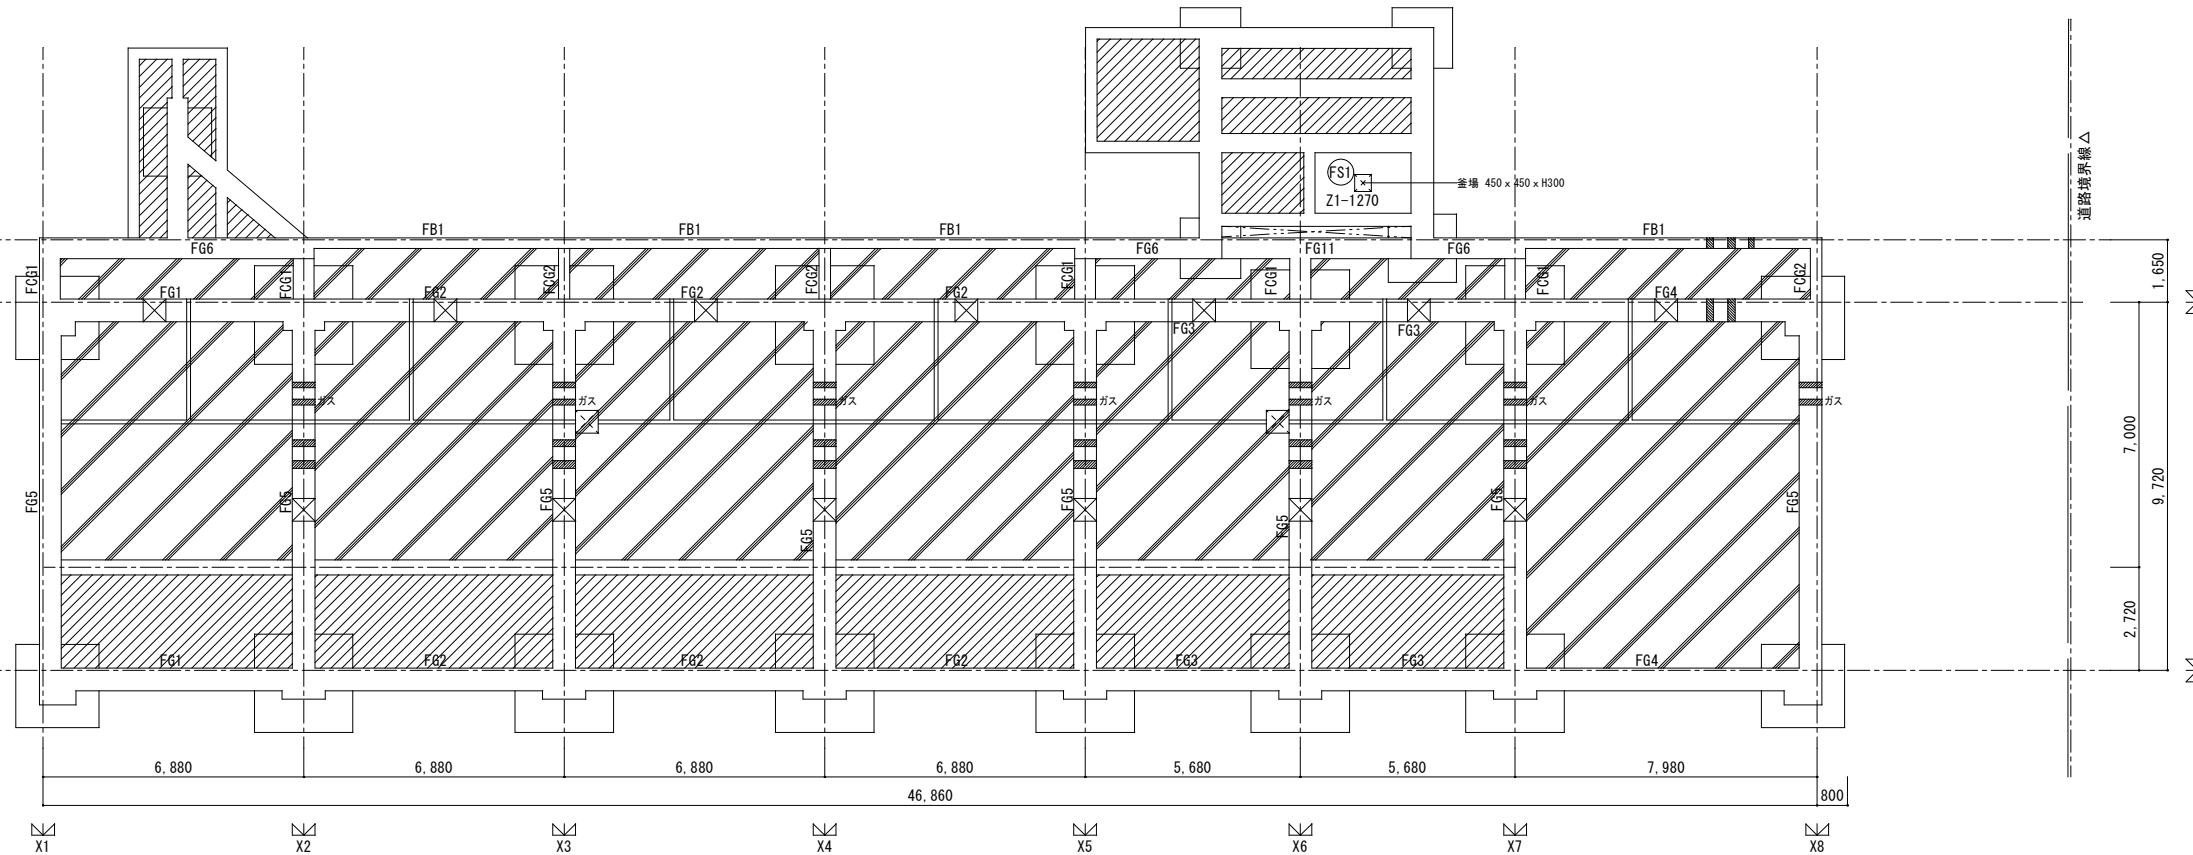 道路境界線△
FS1
釜場 450 x 450 x H300
Z1-1270
FB1
FB1
FB1
FB1
FG6
FG6
FG11
FG6
1,650
FCG1
FCG1
FCG2
FCG2
FCG1
FCG1
FCG1
FCG2
FG1
FG2
FG2
FG2
FG3
FG3
FG4
ガス
ガス
ガス
ガス
ガス
ガス
ガス
7,000
9,720
FG5
FG5
FG5
FG5
FG5
FG5
FG5
FG5
2,720
FG1
FG2
FG2
FG2
FG3
FG3
FG4
6,880
6,880
6,880
6,880
5,680
5,680
7,980
46,860
800
X1
X2
X3
X4
X5
X6
X7
X8